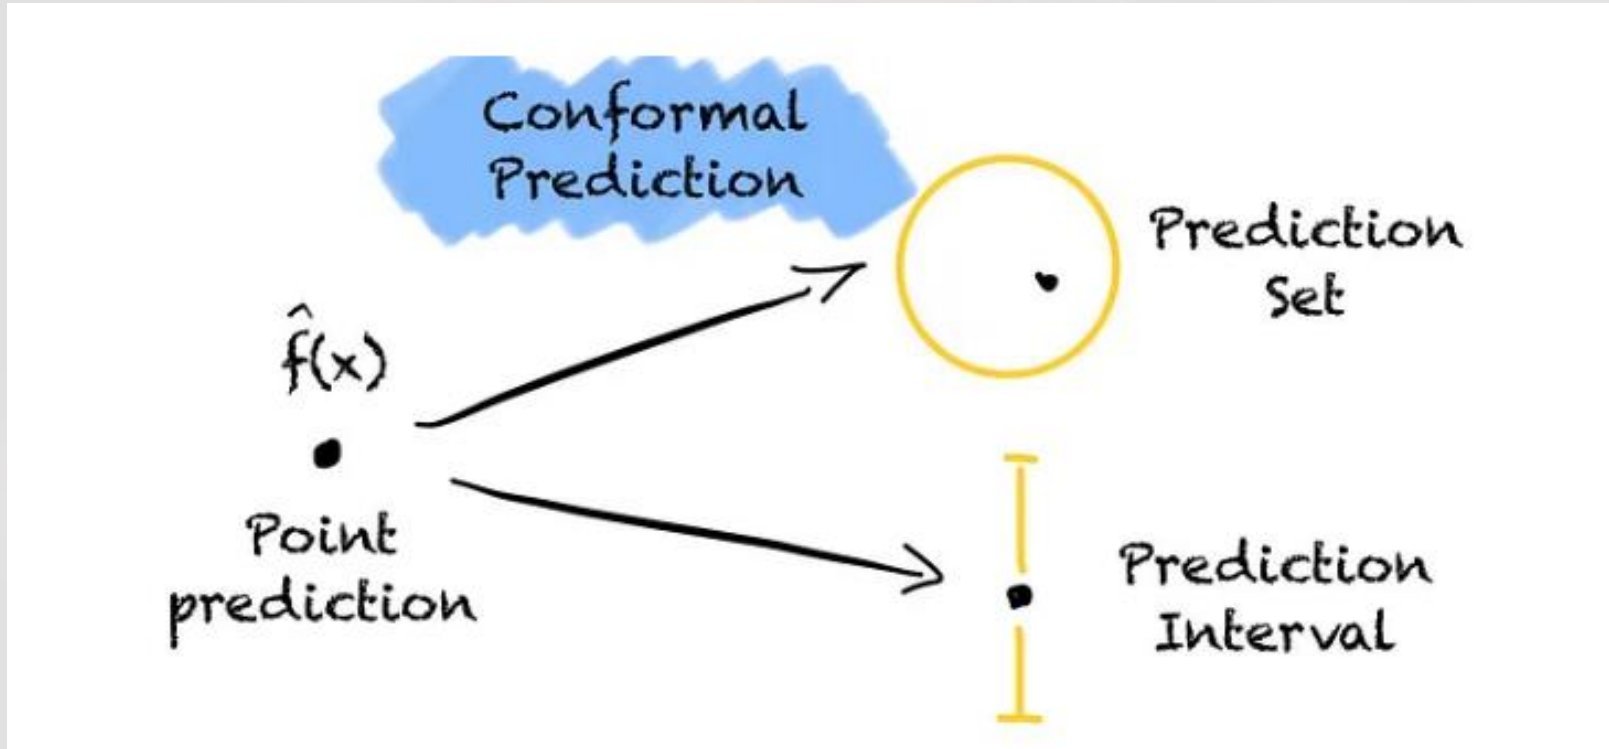 Conformal
Prediction
Prediction
Set
f̂(x)
Point
prediction
Prediction
Interval